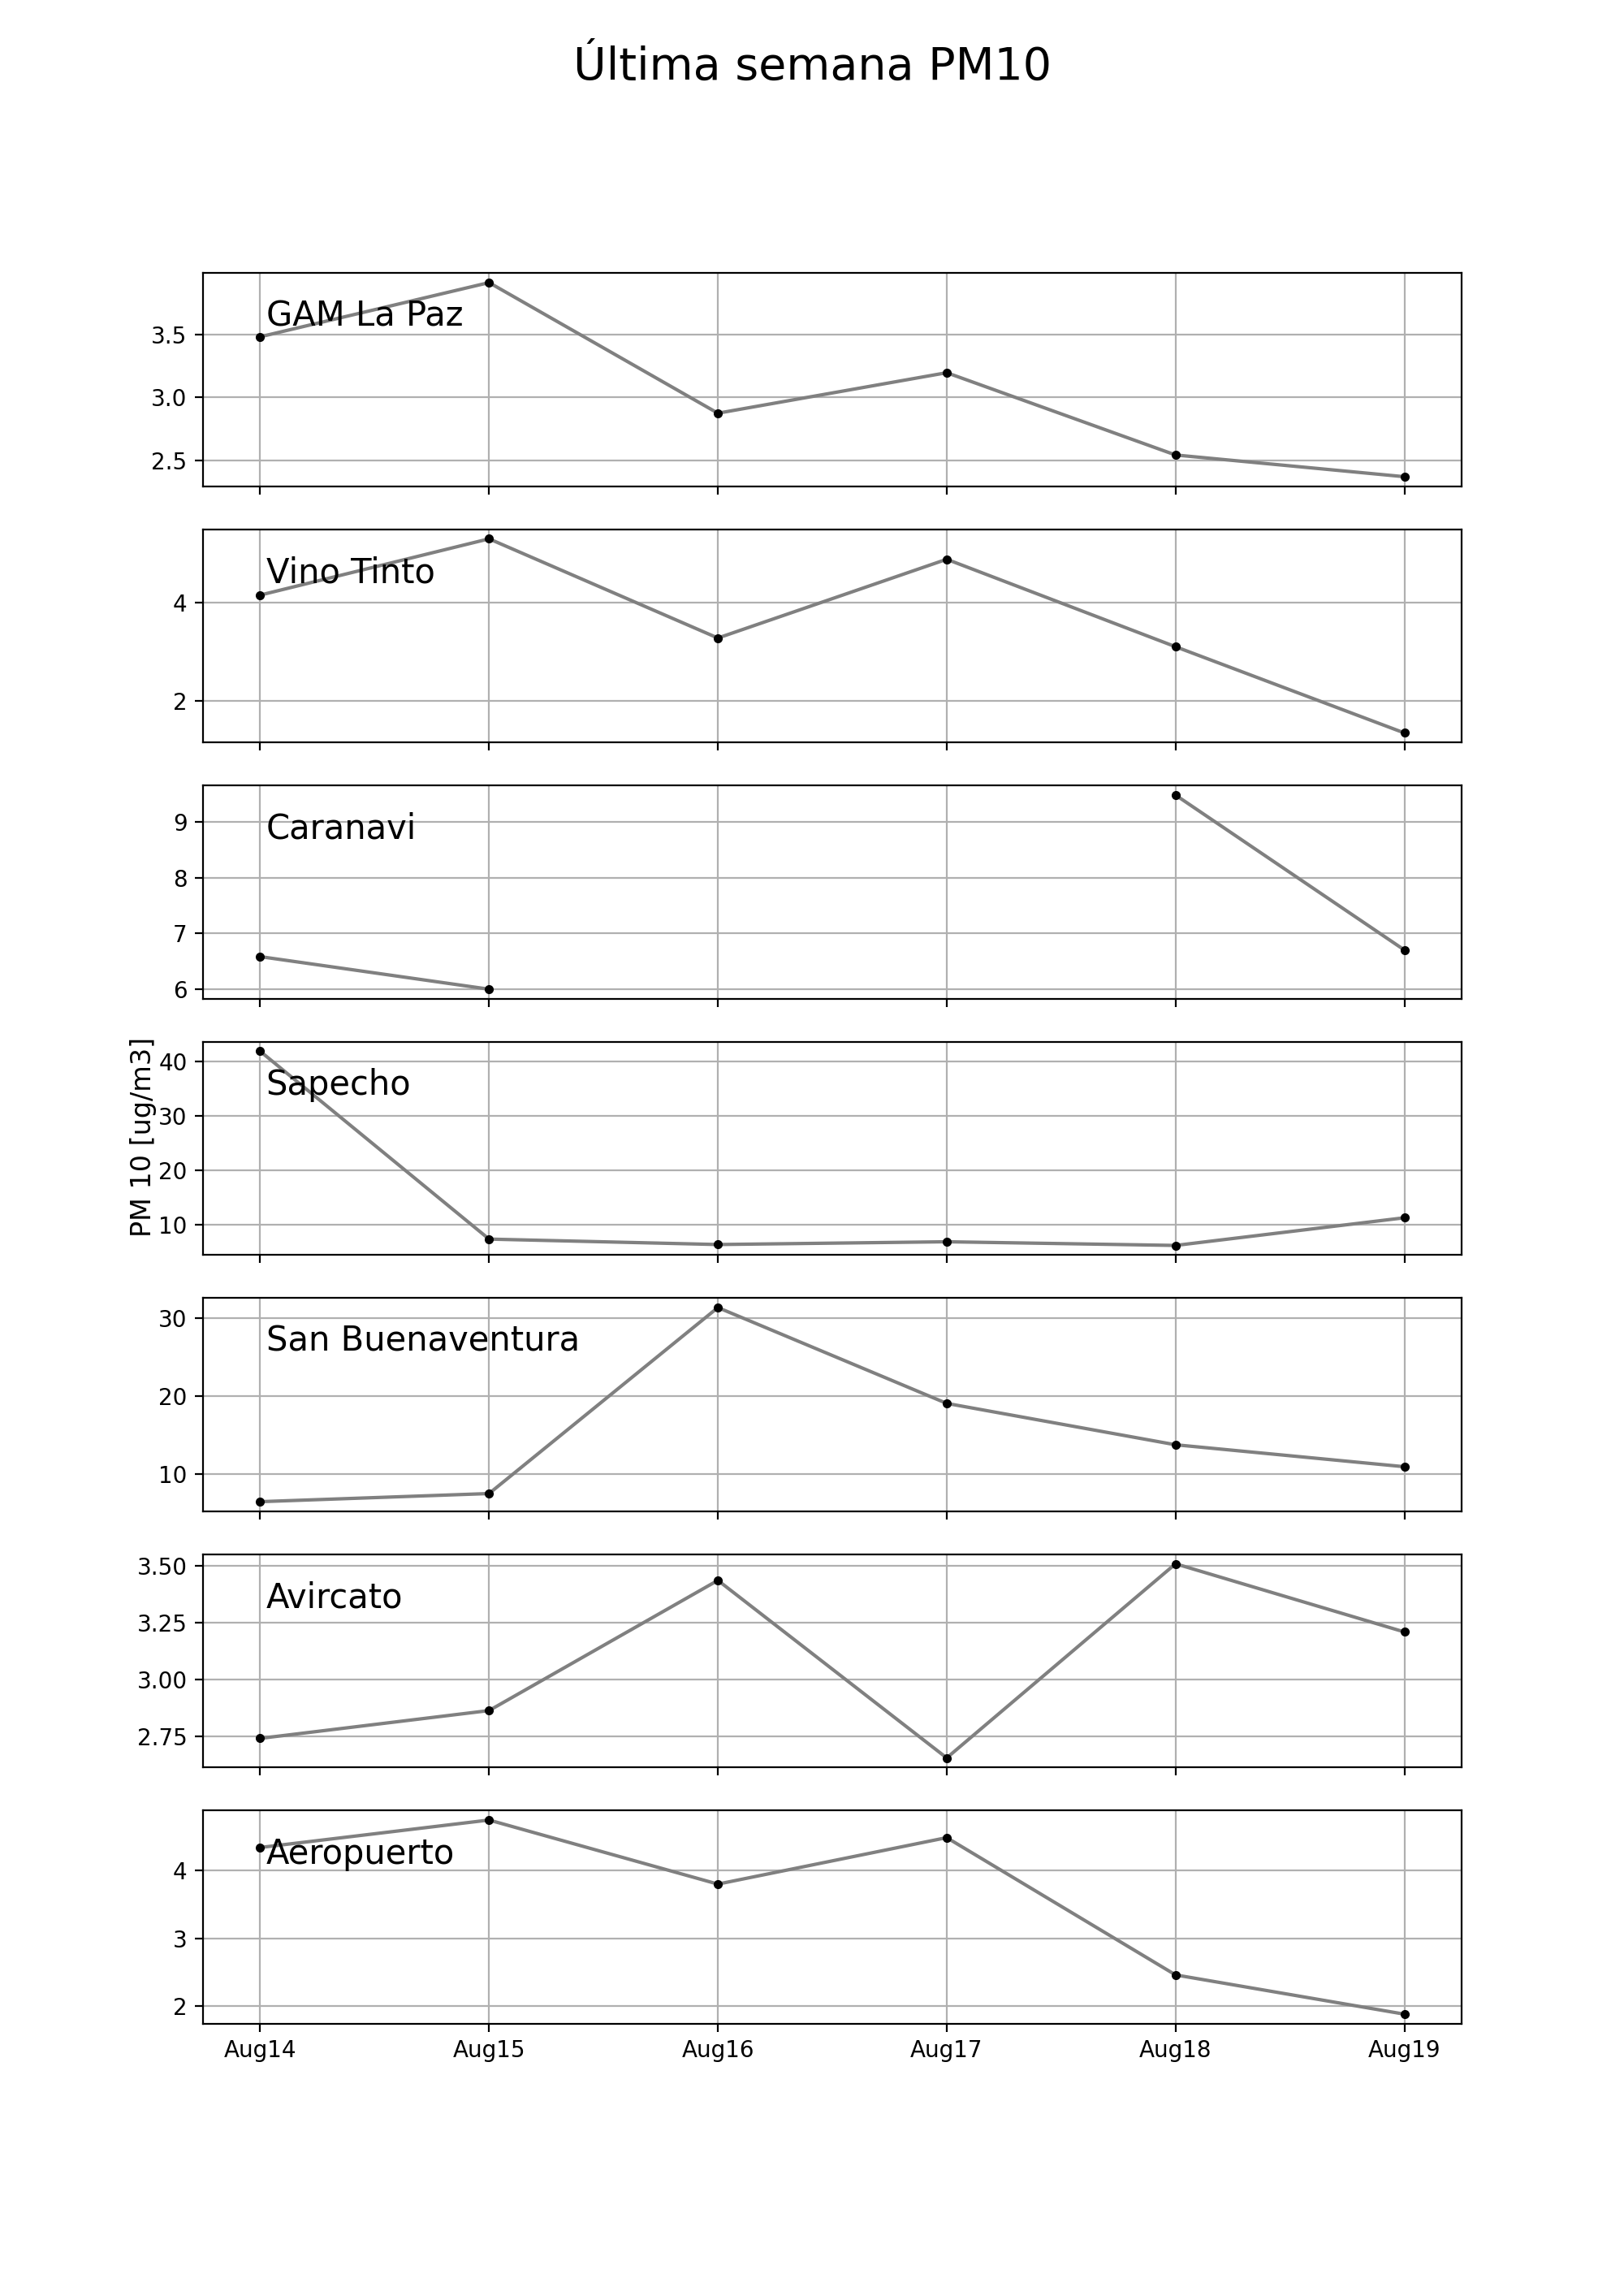 Última semana PM10
GAM La Paz
3.5
3.0
2.5
Vino Tinto
4
2
Caranavi
9
8
7
6
PM 10 [ug/m3]
Sapecho
40
30
20
10
San Buenaventura
30
20
10
Avircato
3.50
3.25
3.00
2.75
Aeropuerto
4
3
2
Aug14 Aug15 Aug16 Aug17 Aug18 Aug19